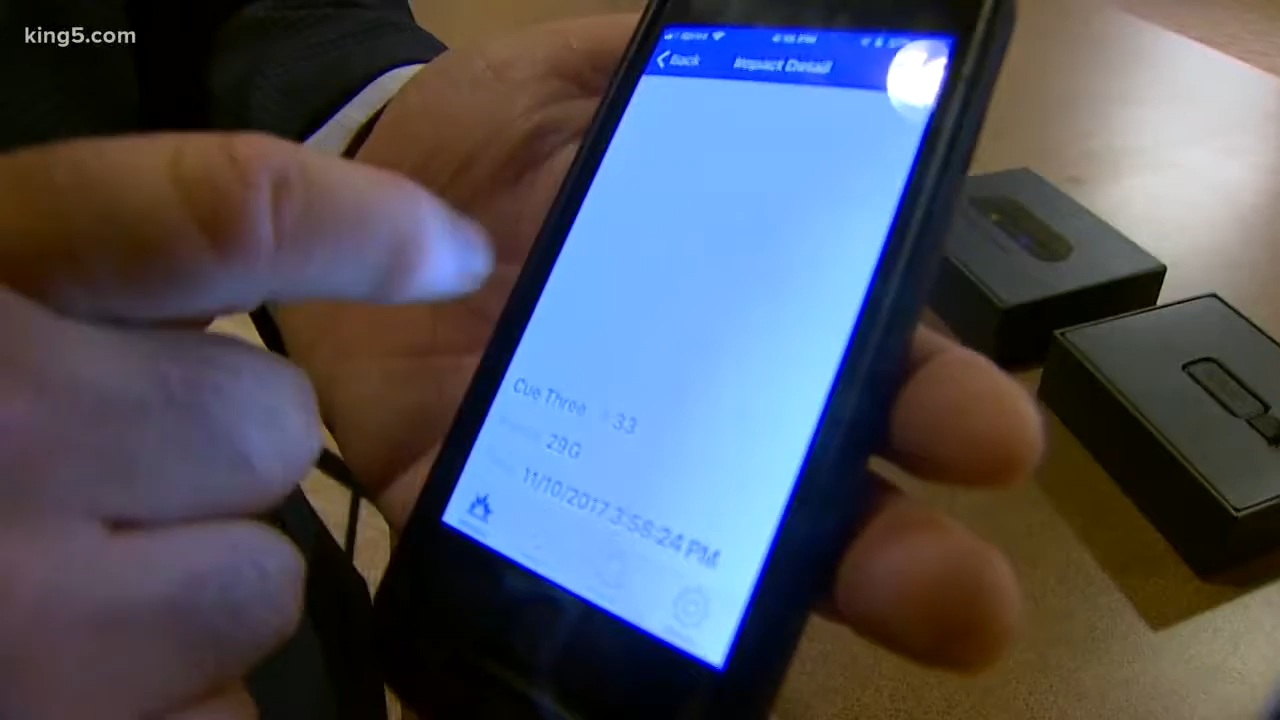 king5.com
Back Impact Detail
Cue Three 33
29G
11/10/2017 3:58:24 PM